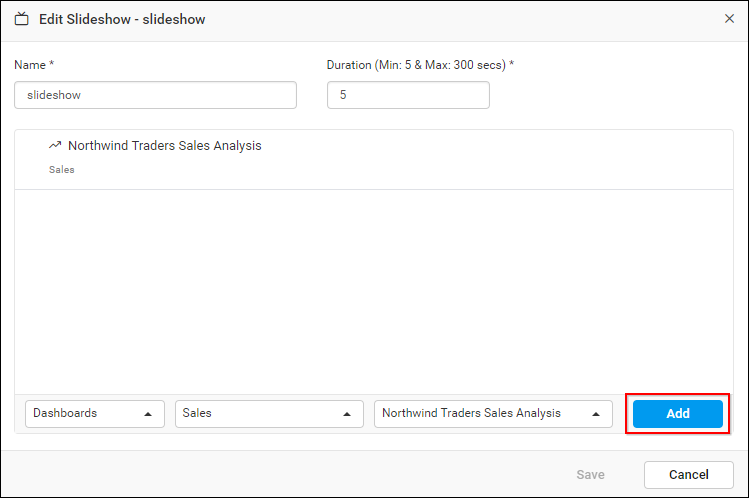 Edit Slideshow - slideshow
Name * Duration (Min: 5 & Max: 300 secs) *
slideshow 5
Northwind Traders Sales Analysis
Sales
Dashboards Sales Northwind Traders Sales Analysis Add
Save Cancel